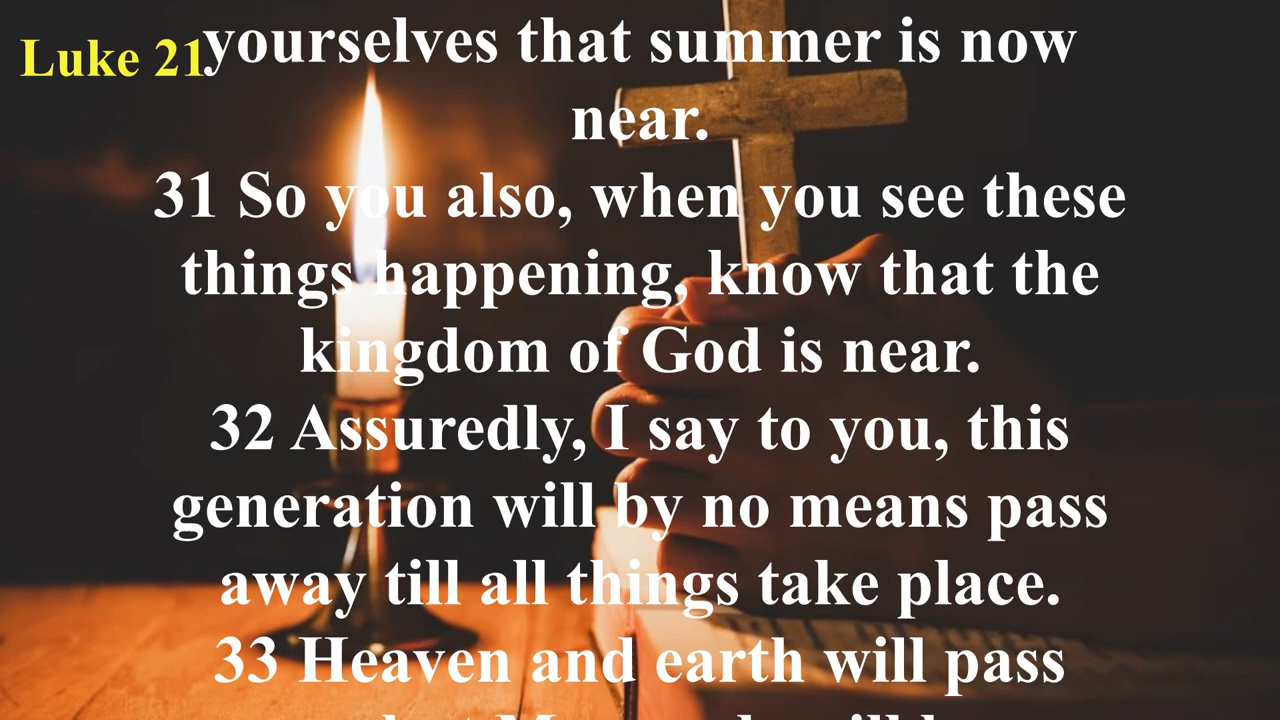 Luke 21
yourselves that summer is now
near.
31 So you also, when you see these
things happening, know that the
kingdom of God is near.
32 Assuredly, I say to you, this
generation will by no means pass
away till all things take place.
33 Heaven and earth will pass